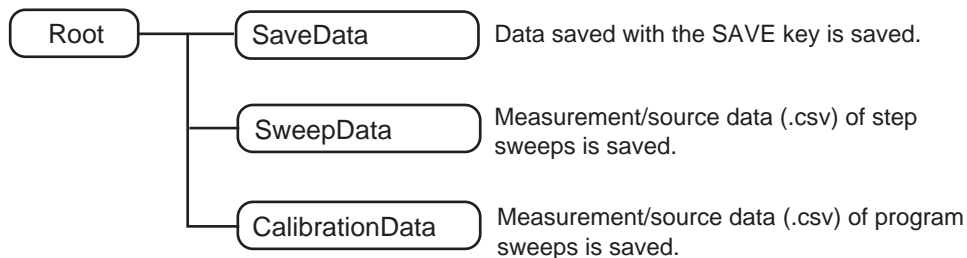 Root
SaveData
Data saved with the SAVE key is saved.
SweepData
Measurement/source data (.csv) of step
sweeps is saved.
CalibrationData
Measurement/source data (.csv) of program
sweeps is saved.